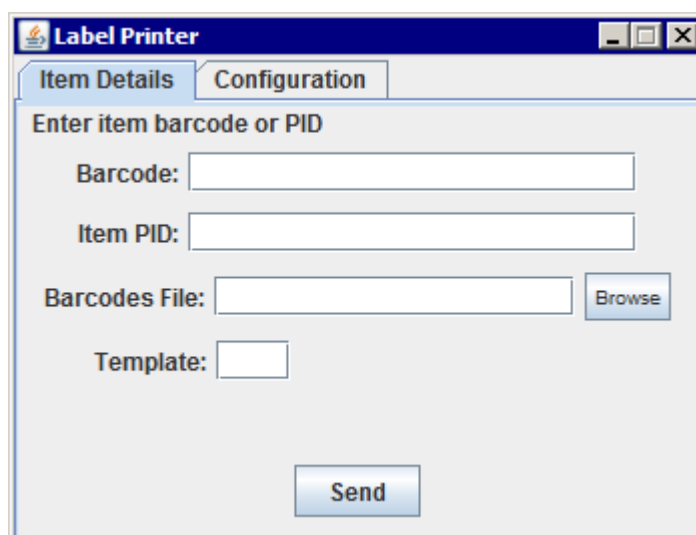 Label Printer
Item Details Configuration
Enter item barcode or PID
Barcode:
Item PID:
Barcodes File: Browse
Template:
Send